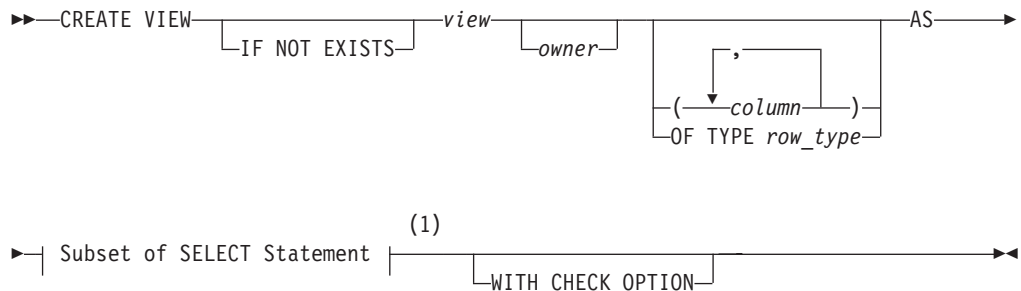 CREATE VIEW view AS
IF NOT EXISTS owner
,
( column )
OF TYPE row_type
(1)
Subset of SELECT Statement
WITH CHECK OPTION